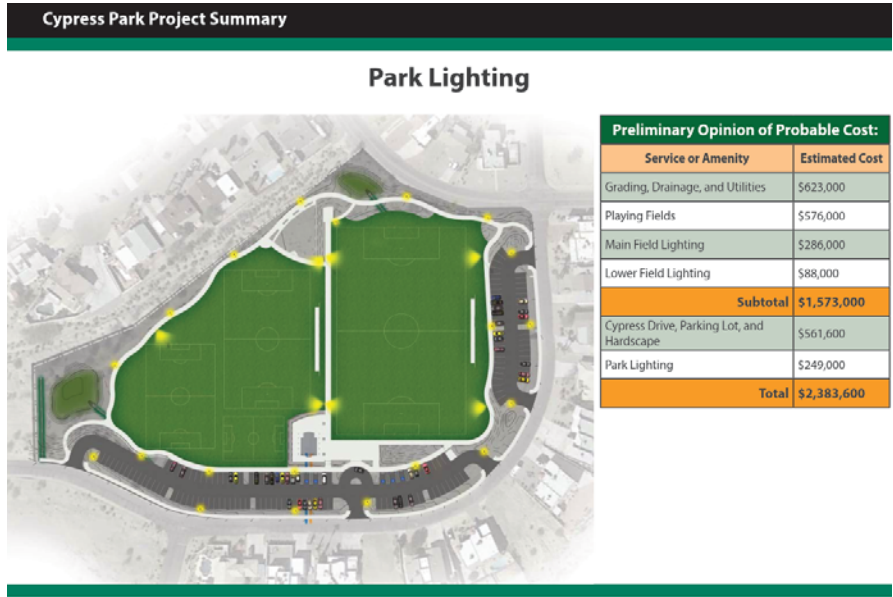 Cypress Park Project Summary
Park Lighting
Preliminary Opinion of Probable Cost:
Service or Amenity Estimated Cost
Grading, Drainage, and Utilities $623,000
Playing Fields $576,000
Main Field Lighting $286,000
Lower Field Lighting $88,000
Subtotal $1,573,000
Cypress Drive, Parking Lot, and
Hardscape $561,600
Park Lighting $249,000
Total $2,383,600